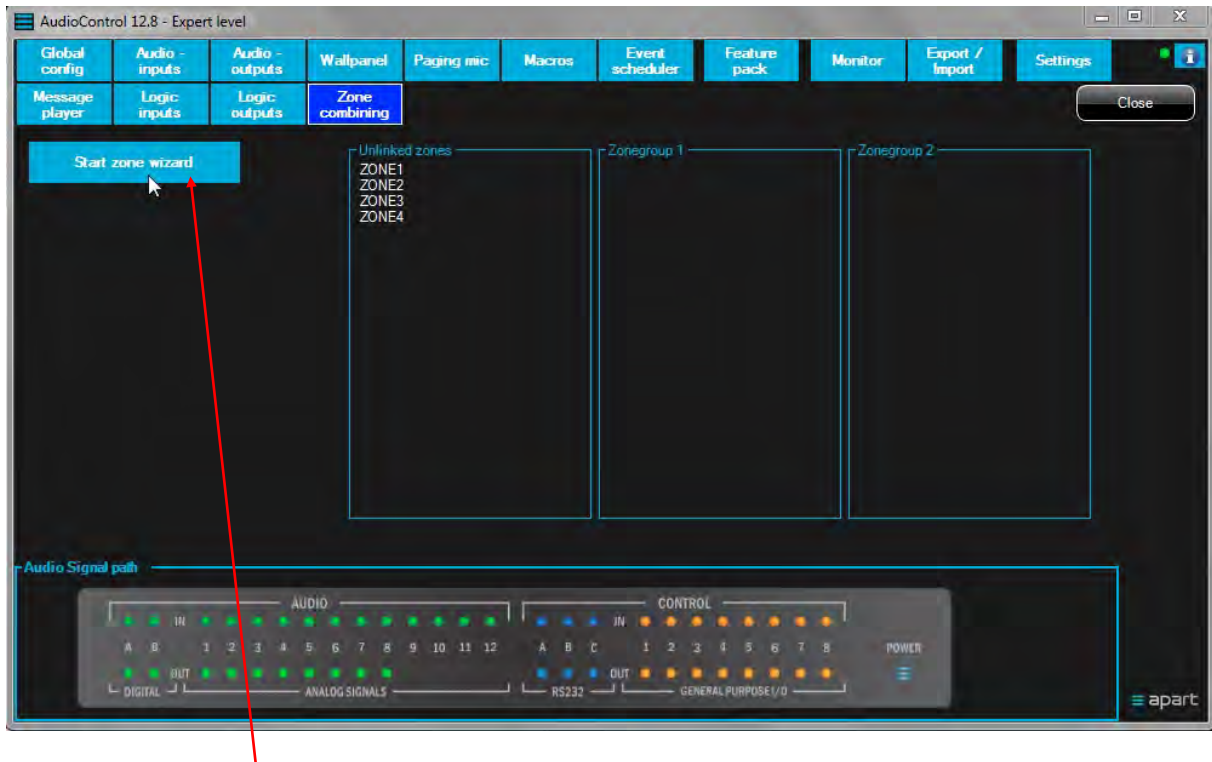 AudioControl 12.8 - Expert level
Global config
Audio - inputs
Audio - outputs
Wallpanel
Paging mic
Macros
Event scheduler
Feature pack
Monitor
Export / Import
Settings
i
Message player
Logic inputs
Logic outputs
Zone combining
Close
Start zone wizard
Unlinked zones
ZONE1
ZONE2
ZONE3
ZONE4
Zonegroup 1
Zonegroup 2
Audio Signal path
AUDIO
CONTROL
IN
IN
A B 1 2 3 4 5 6 7 8 9 10 11 12 A B C 1 2 3 4 5 6 7 8 POWER
OUT
OUT
DIGITAL
ANALOG SIGNALS
RS232
GENERAL PURPOSE I/O
apart